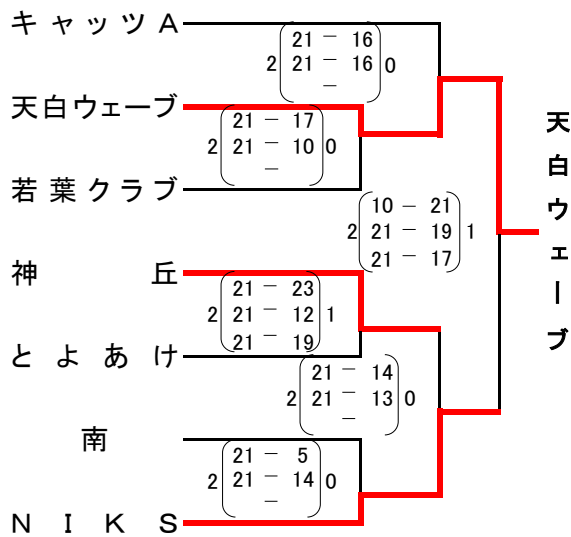 キャッツA
21 － 16
2 21 － 16 0
－
天白ウェーブ
21 － 17
2 21 － 10 0
－
若葉クラブ
10 － 21
2 21 － 19 1
21 － 17
神丘
21 － 23
2 21 － 12 1
21 － 19
とよあけ
21 － 14
2 21 － 13 0
－
南
21 － 5
2 21 － 14 0
－
NIKS
天白ウェーブ